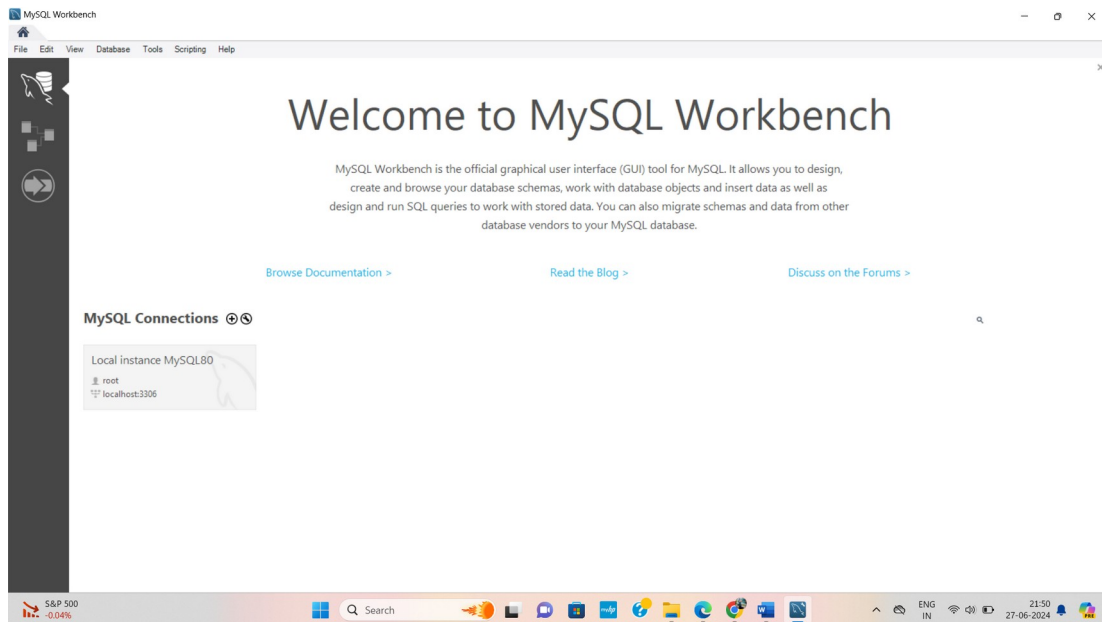 MySQL Workbench
File Edit View Database Tools Scripting Help
Welcome to MySQL Workbench
MySQL Workbench is the official graphical user interface (GUI) tool for MySQL. It allows you to design,
create and browse your database schemas, work with database objects and insert data as well as
design and run SQL queries to work with stored data. You can also migrate schemas and data from other
database vendors to your MySQL database.
Browse Documentation > Read the Blog > Discuss on the Forums >
MySQL Connections
Local instance MySQL80
root
localhost:3306
S&P 500
-0.04%
Search
ENG
IN
21:50
27-06-2024
PRE